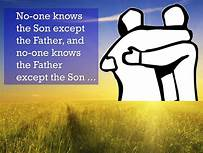 No-one knows
the Son except
the Father, and
no-one knows
the Father
except the Son ...